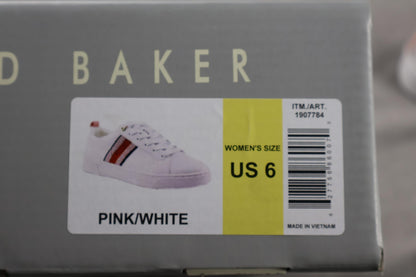 D BAKER
ITM./ART.
1907784
WOMEN'S SIZE
US 6
PINK/WHITE
MADE IN VIETNAM